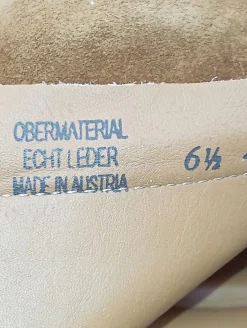 OBERMATERIAL
ECHT LEDER 6½
MADE IN AUSTRIA